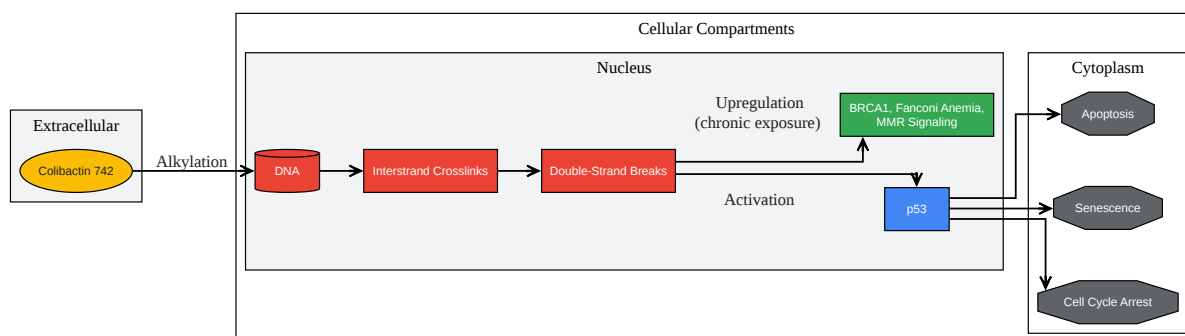 Cellular Compartments
Nucleus
Cytoplasm
Extracellular
Colibactin 742
Alkylation
DNA
Interstrand Crosslinks
Double-Strand Breaks
Upregulation
(chronic exposure)
BRCA1, Fanconi Anemia,
MMR Signaling
Activation
p53
Apoptosis
Senescence
Cell Cycle Arrest